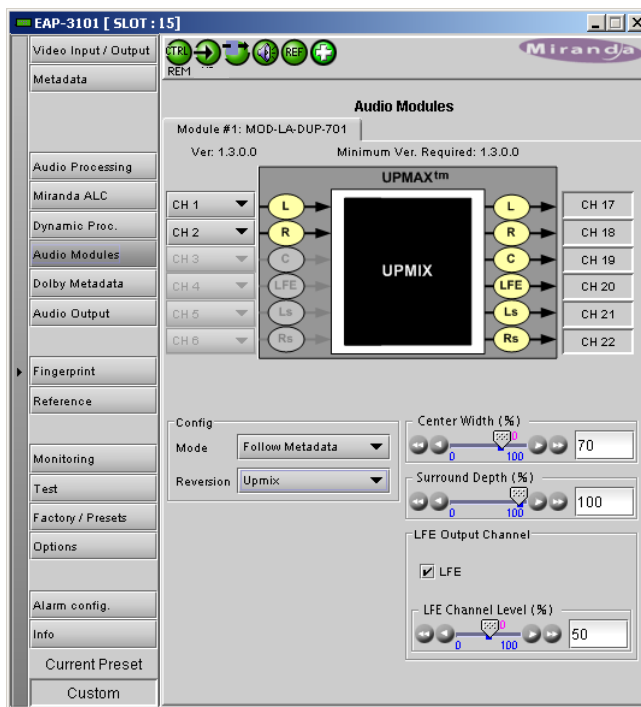 EAP-3101 [ SLOT : 15]
Video Input / Output
Metadata
Audio Processing
Miranda ALC
Dynamic Proc.
Audio Modules
Dolby Metadata
Audio Output
Fingerprint
Reference
Monitoring
Test
Factory / Presets
Options
Alarm config.
Info
Current Preset
Custom
CTRL
REF
REM
Miranda
Audio Modules
Module #1: MOD-LA-DUP-701
Ver: 1.3.0.0 Minimum Ver. Required: 1.3.0.0
UPMAXtm
CH 1 L L CH 17
CH 2 R R CH 18
CH 3 C C CH 19
UPMIX
CH 4 LFE LFE CH 20
CH 5 Ls Ls CH 21
CH 6 Rs Rs CH 22
Config
Mode Follow Metadata
Reversion Upmix
Center Width (%)
0 100 70
Surround Depth (%)
0 100 100
LFE Output Channel
LFE
LFE Channel Level (%)
0 100 50